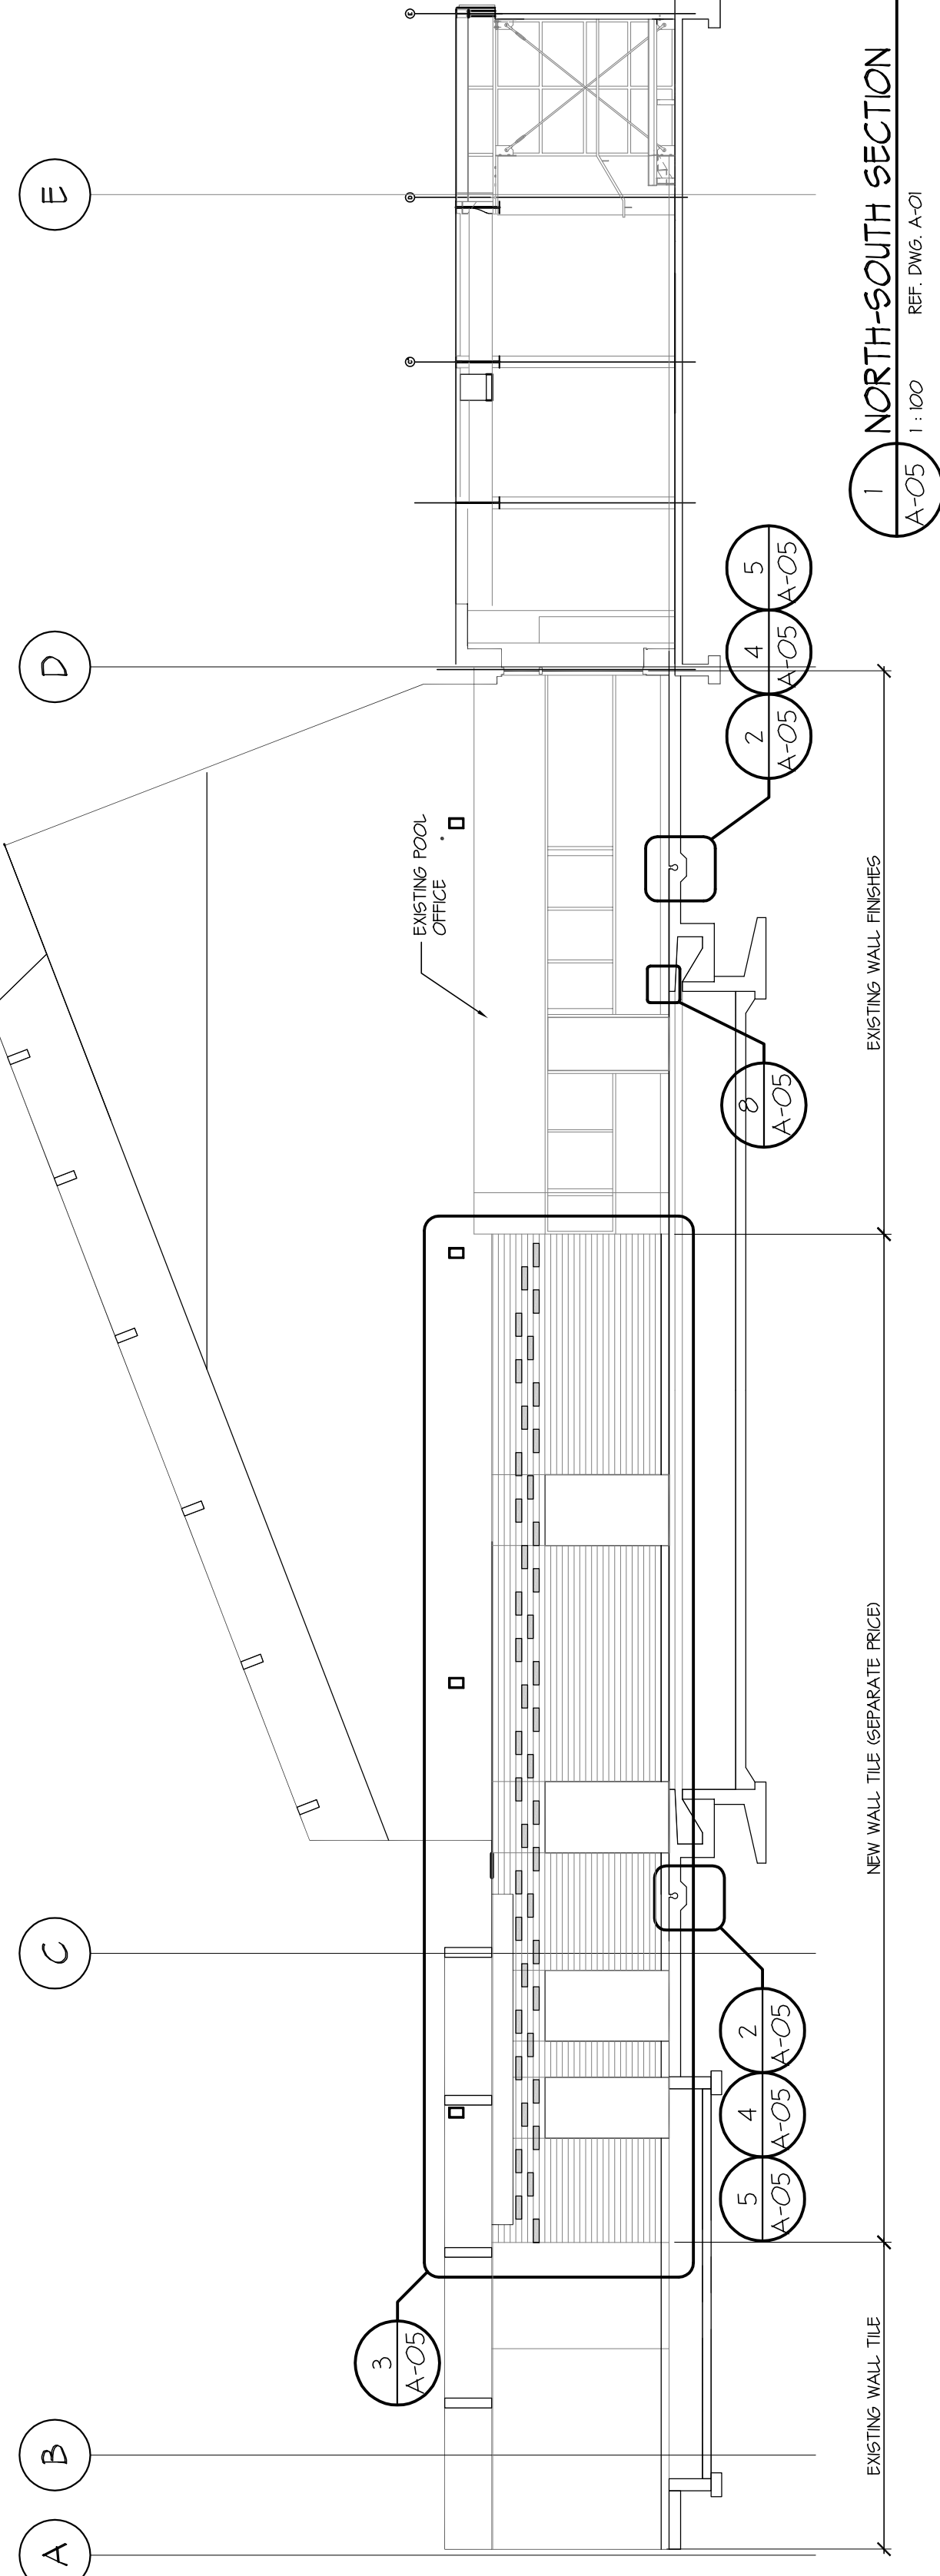 A
B
C
D
E
C
D
E
EXISTING POOL
OFFICE
3
A-05
5
A-05
4
A-05
2
A-05
8
A-05
2
A-05
4
A-05
5
A-05
EXISTING WALL TILE
NEW WALL TILE (SEPARATE PRICE)
EXISTING WALL FINISHES
1
A-05
NORTH-SOUTH SECTION
1 : 100
REF. DWG. A-01